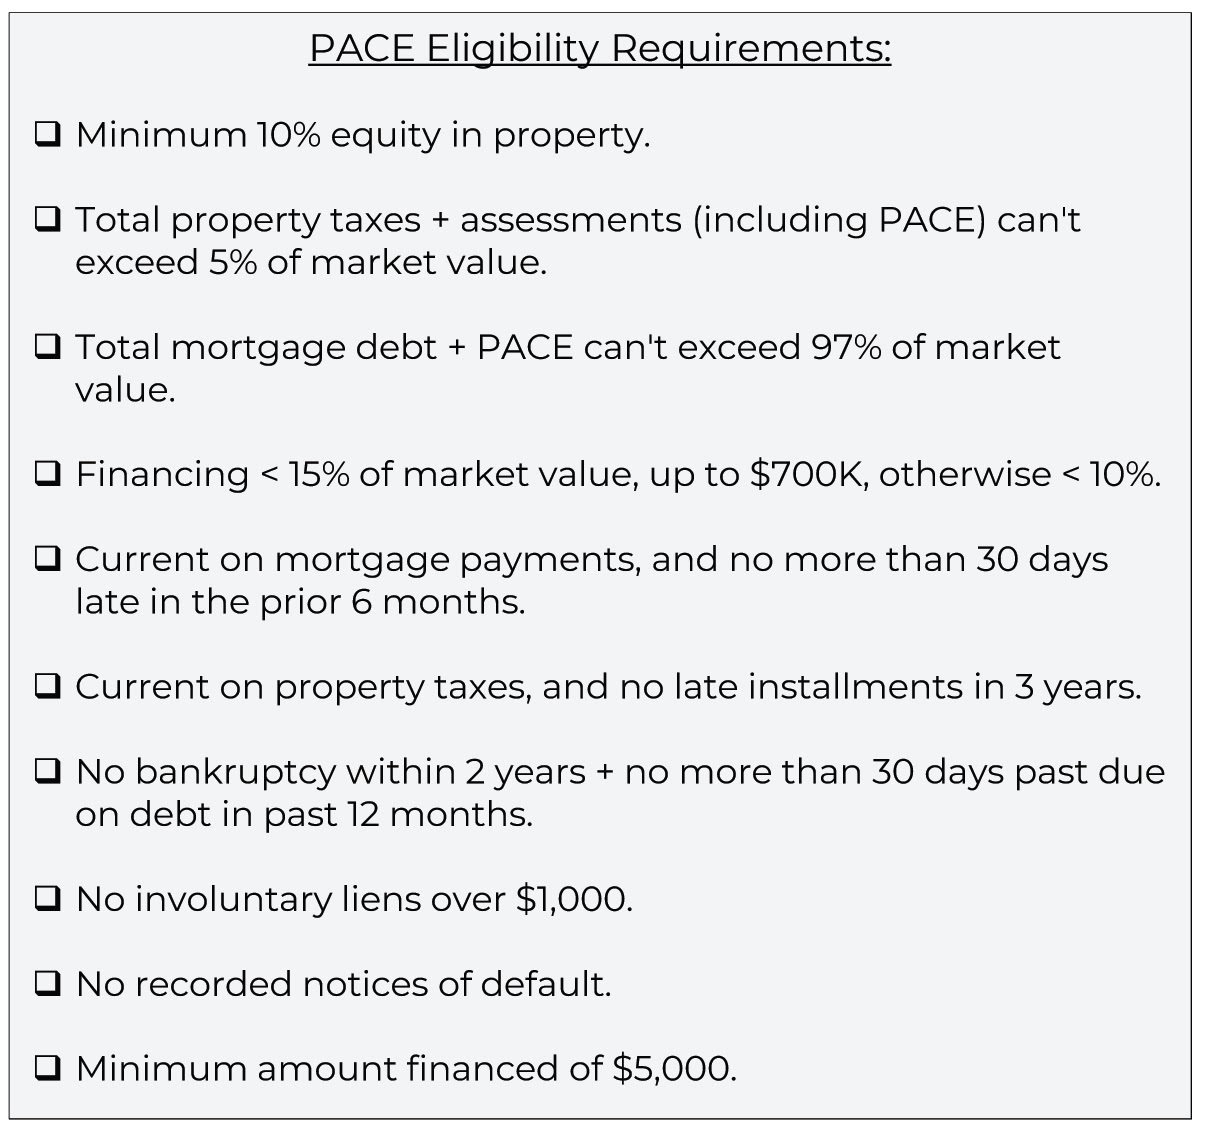 PACE Eligibility Requirements:
❑ Minimum 10% equity in property.
❑ Total property taxes + assessments (including PACE) can't
exceed 5% of market value.
❑ Total mortgage debt + PACE can't exceed 97% of market
value.
❑ Financing < 15% of market value, up to $700K, otherwise < 10%.
❑ Current on mortgage payments, and no more than 30 days
late in the prior 6 months.
❑ Current on property taxes, and no late installments in 3 years.
❑ No bankruptcy within 2 years + no more than 30 days past due
on debt in past 12 months.
❑ No involuntary liens over $1,000.
❑ No recorded notices of default.
❑ Minimum amount financed of $5,000.